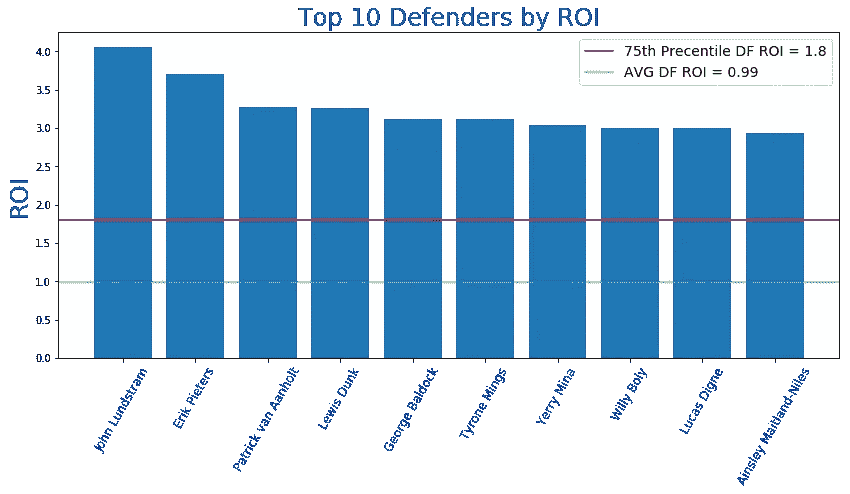 Top 10 Defenders by ROI
75th Precentile DF ROI = 1.8
AVG DF ROI = 0.99
ROI
4.0
3.5
3.0
2.5
2.0
1.5
1.0
0.5
0.0
John Lundstram
Erik Pieters
Patrick van Aanholt
Lewis Dunk
George Baldock
Tyrone Mings
Yerry Mina
Willy Boly
Lucas Digne
Ainsley Maitland-Niles